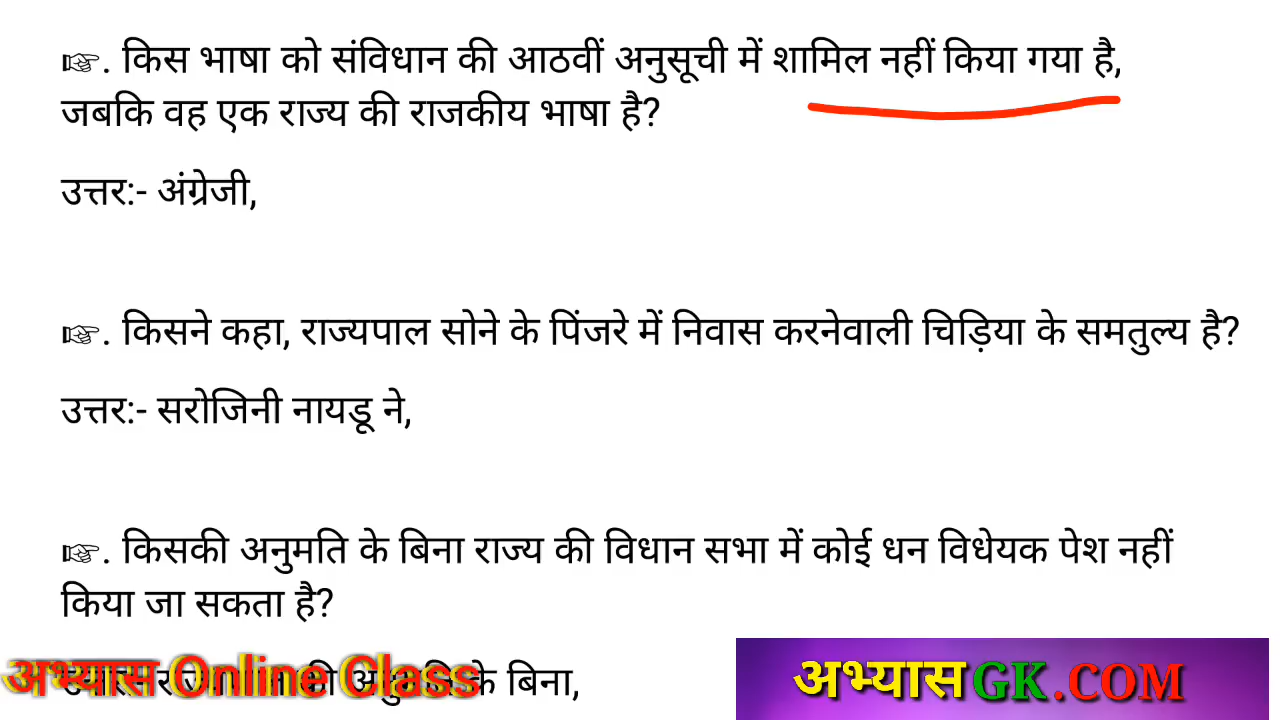 ☞. किस भाषा को संविधान की आठवीं अनुसूची में शामिल नहीं किया गया है,
जबकि वह एक राज्य की राजकीय भाषा है?
उत्तर:- अंग्रेजी,
☞. किसने कहा, राज्यपाल सोने के पिंजरे में निवास करनेवाली चिड़िया के समतुल्य है?
उत्तर:- सरोजिनी नायडू ने,
☞. किसकी अनुमति के बिना राज्य की विधान सभा में कोई धन विधेयक पेश नहीं
किया जा सकता है?
के बिना,
अभ्यास Online Class
अभ्यास GK.COM